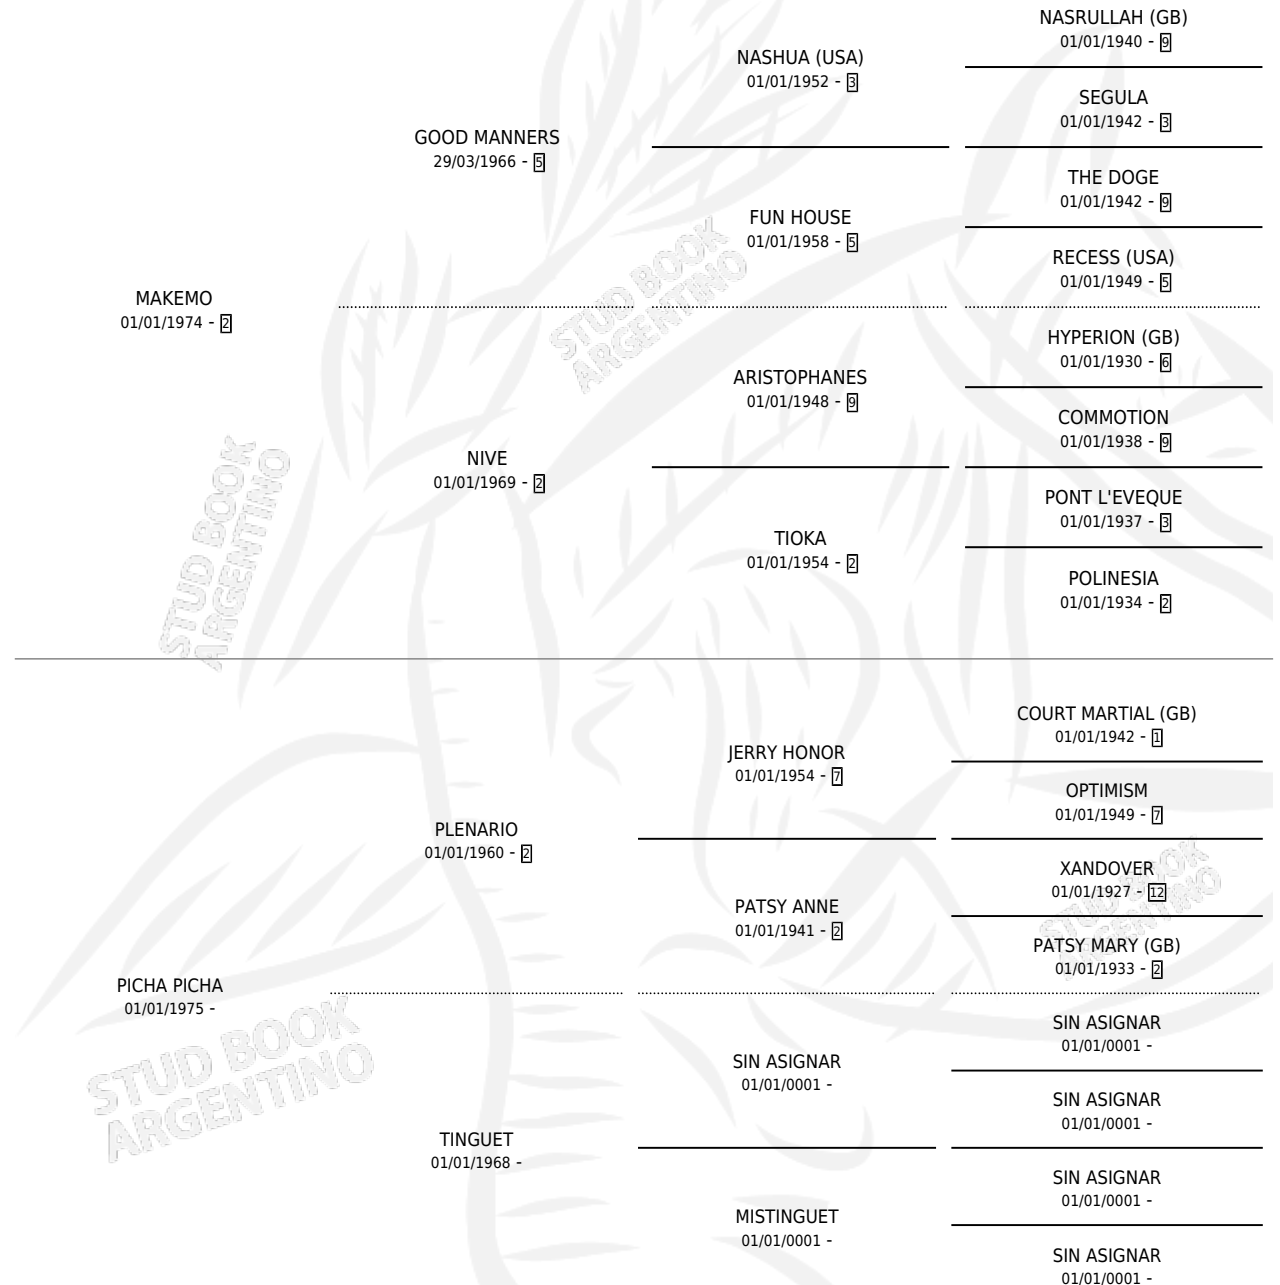 NASRULLAH (GB)
01/01/1940 - 9
NASHUA (USA)
01/01/1952 - 3
SEGULA
01/01/1942 - 3
GOOD MANNERS
29/03/1966 - 5
THE DOGE
01/01/1942 - 9
FUN HOUSE
01/01/1958 - 5
RECESS (USA)
01/01/1949 - 5
MAKEMO
01/01/1974 - 2
HYPERION (GB)
01/01/1930 - 6
ARISTOPHANES
01/01/1948 - 9
COMMOTION
01/01/1938 - 9
NIVE
01/01/1969 - 2
PONT L'EVEQUE
01/01/1937 - 3
TIOKA
01/01/1954 - 2
POLINESIA
01/01/1934 - 2
COURT MARTIAL (GB)
01/01/1942 - 1
JERRY HONOR
01/01/1954 - 7
OPTIMISM
01/01/1949 - 7
PLENARIO
01/01/1960 - 2
XANDOVER
01/01/1927 - 12
PATSY ANNE
01/01/1941 - 2
PATSY MARY (GB)
01/01/1933 - 2
PICHA PICHA
01/01/1975 -
SIN ASIGNAR
01/01/0001 -
SIN ASIGNAR
01/01/0001 -
SIN ASIGNAR
01/01/0001 -
TINGUET
01/01/1968 -
SIN ASIGNAR
01/01/0001 -
MISTINGUET
01/01/0001 -
SIN ASIGNAR
01/01/0001 -
STUD BOOK
ARGENTINO
STUD BOOK
ARGENTINO
STUD BOOK
ARGENTINO
STUD BOOK
ARGENTINO